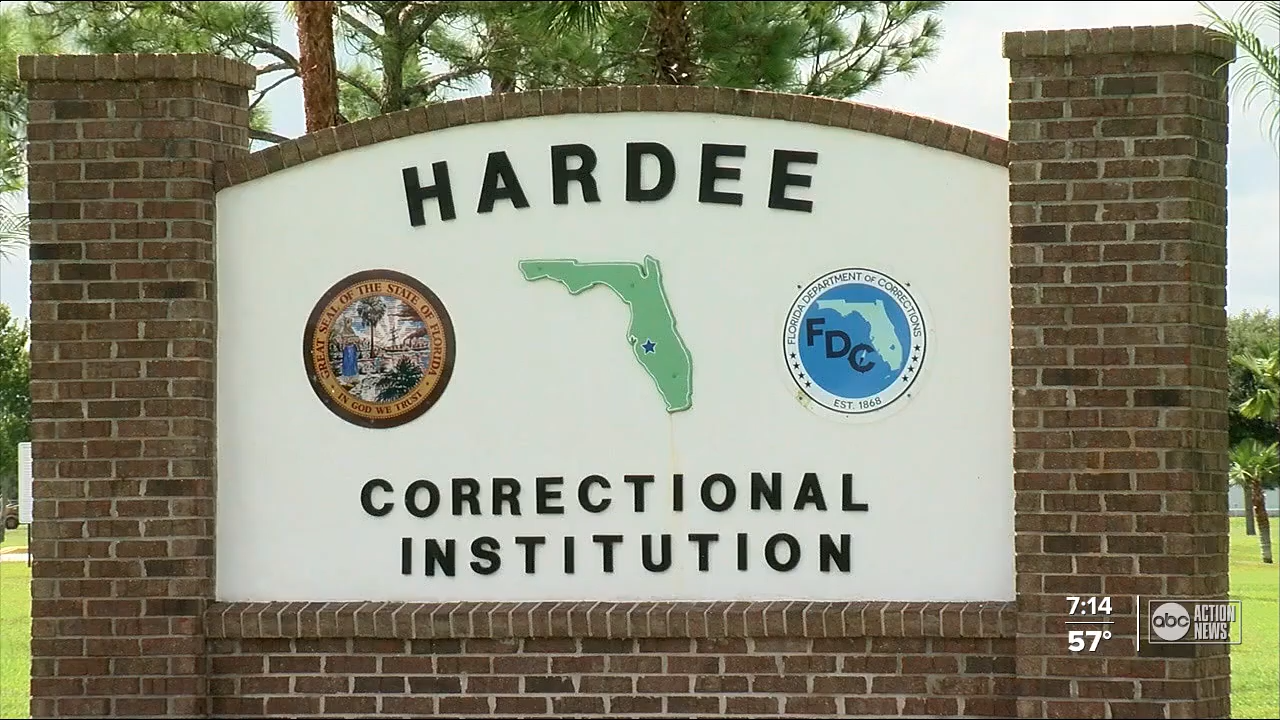 HARDEE
GREAT SEAL OF THE STATE OF FLORIDA
IN GOD WE TRUST
FLORIDA DEPARTMENT OF CORRECTIONS
FDC
EST. 1868
CORRECTIONAL
INSTITUTION
7:14
57°
abc
ACTION
NEWS